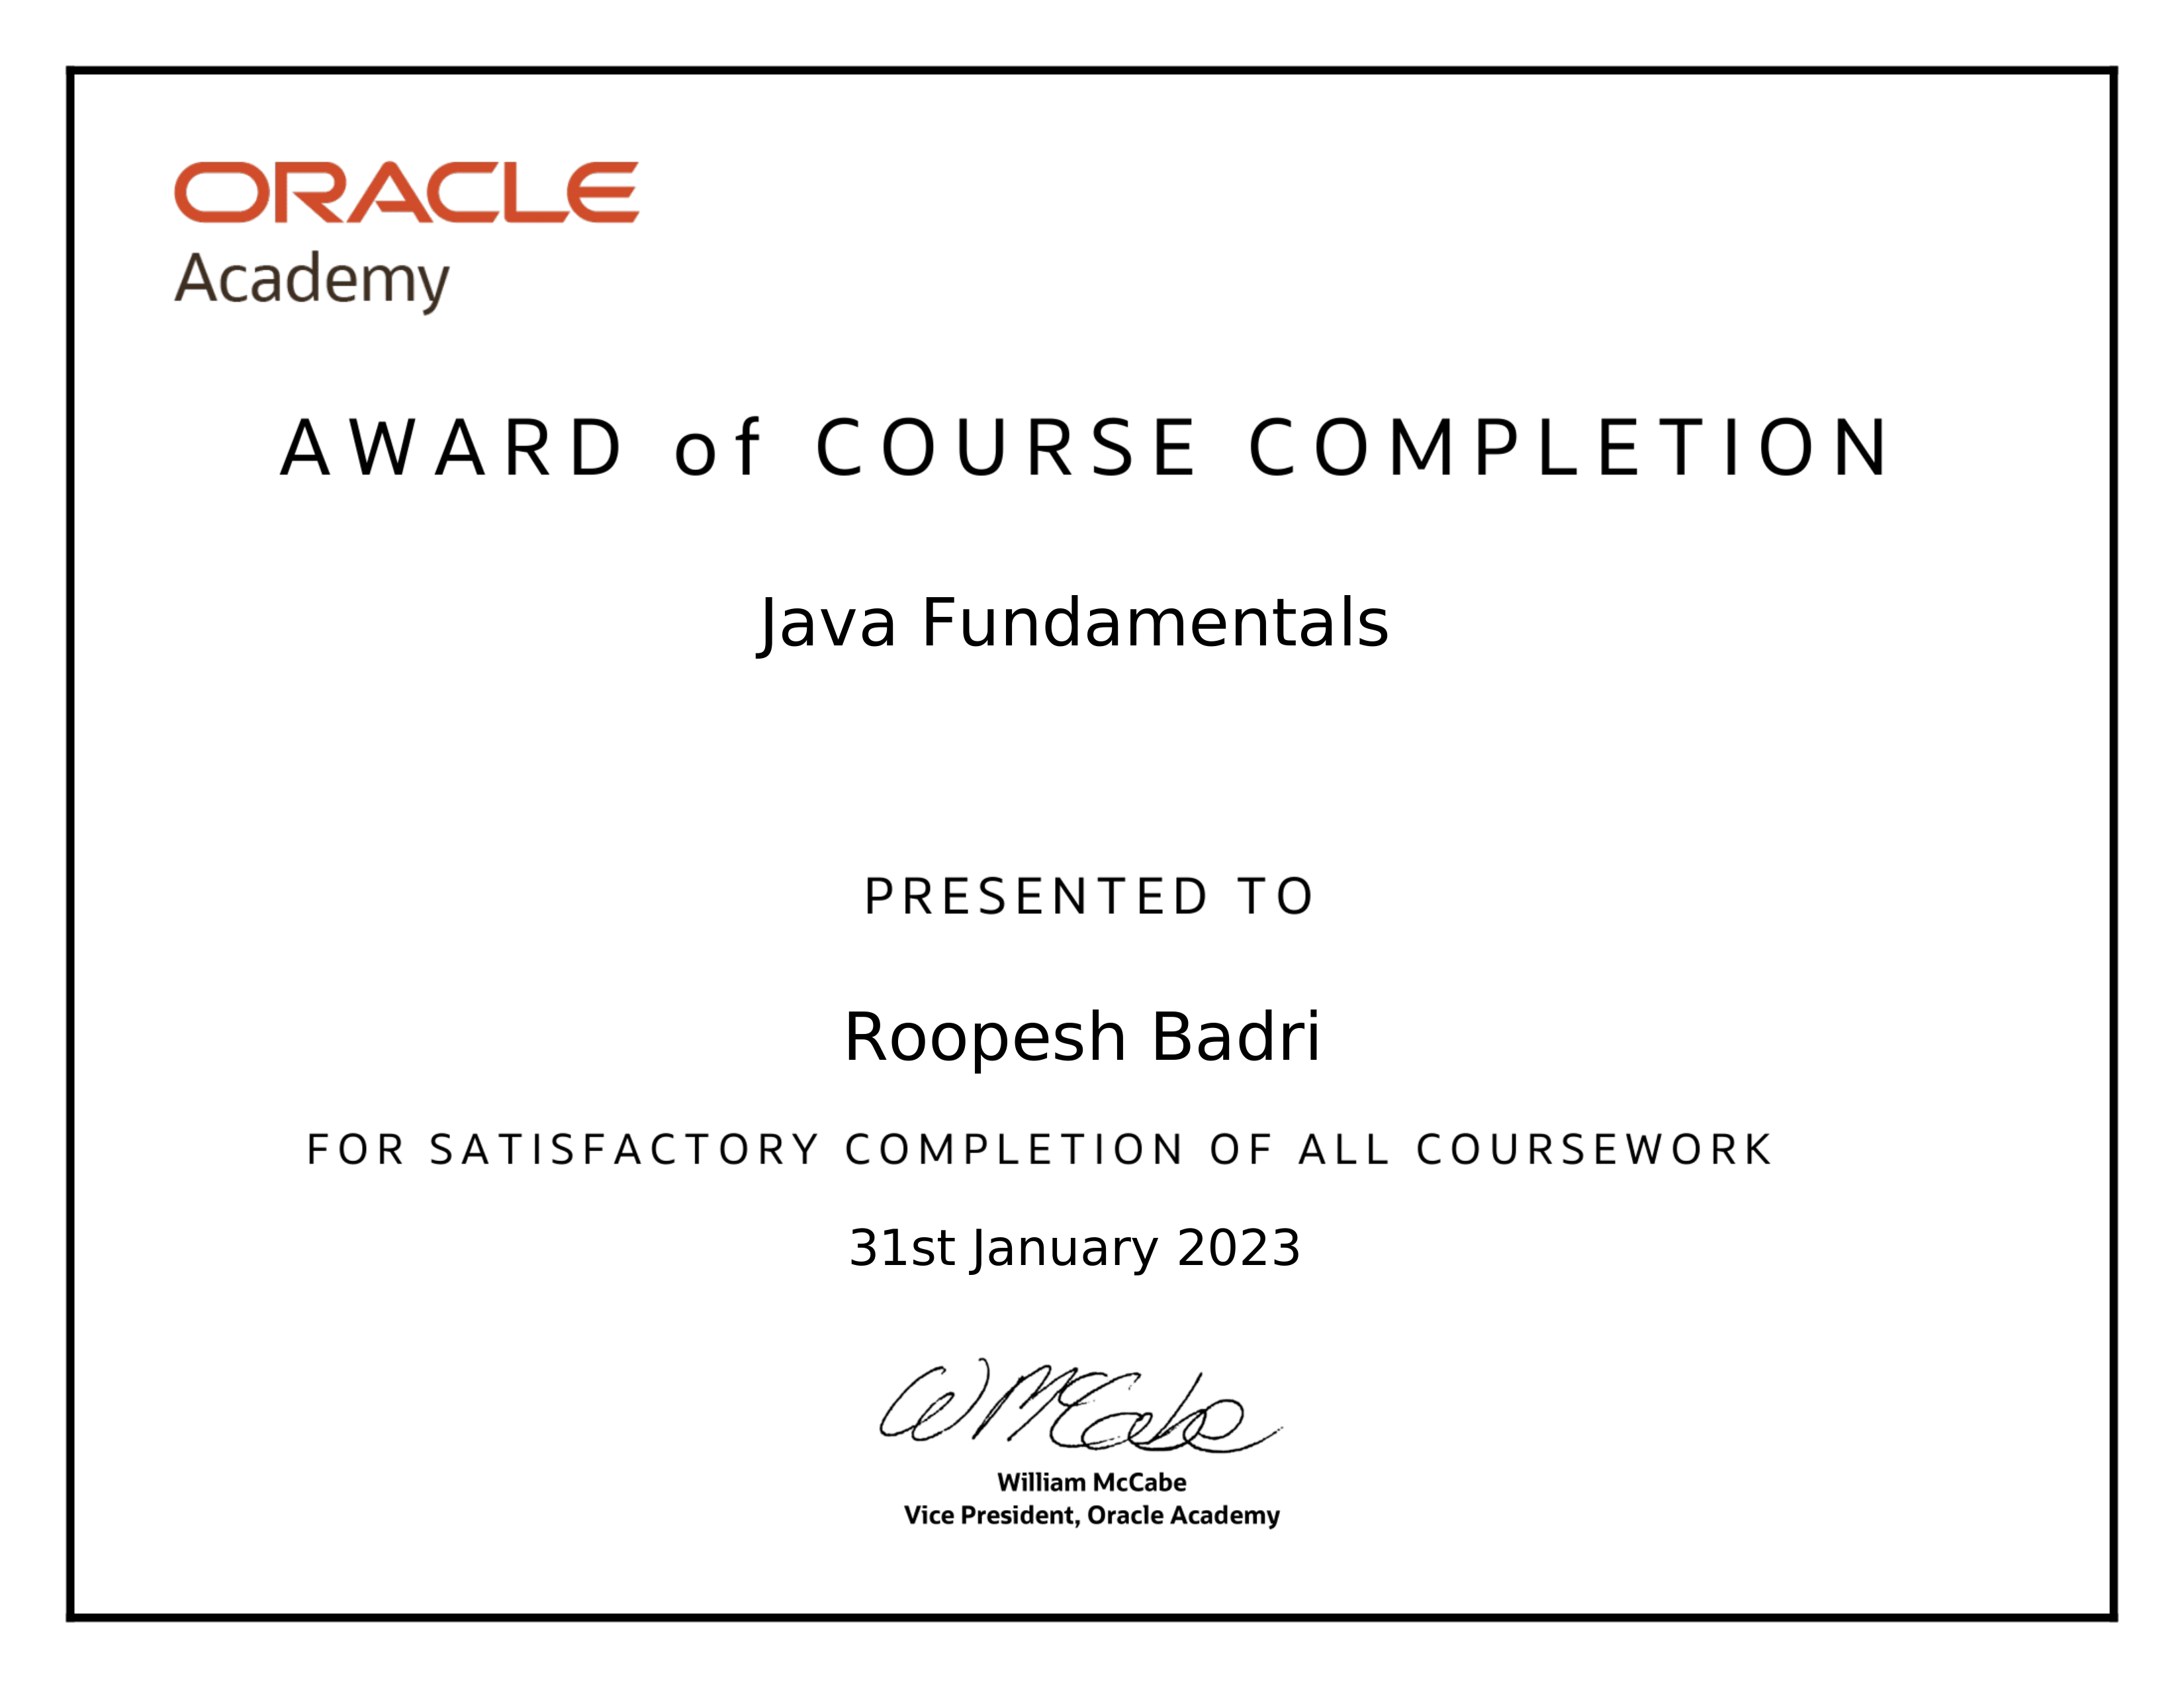 ORACLE
Academy
AWARD of COURSE COMPLETION
Java Fundamentals
PRESENTED TO
Roopesh Badri
FOR SATISFACTORY COMPLETION OF ALL COURSEWORK
31st January 2023
W McCabe
William McCabe
Vice President, Oracle Academy